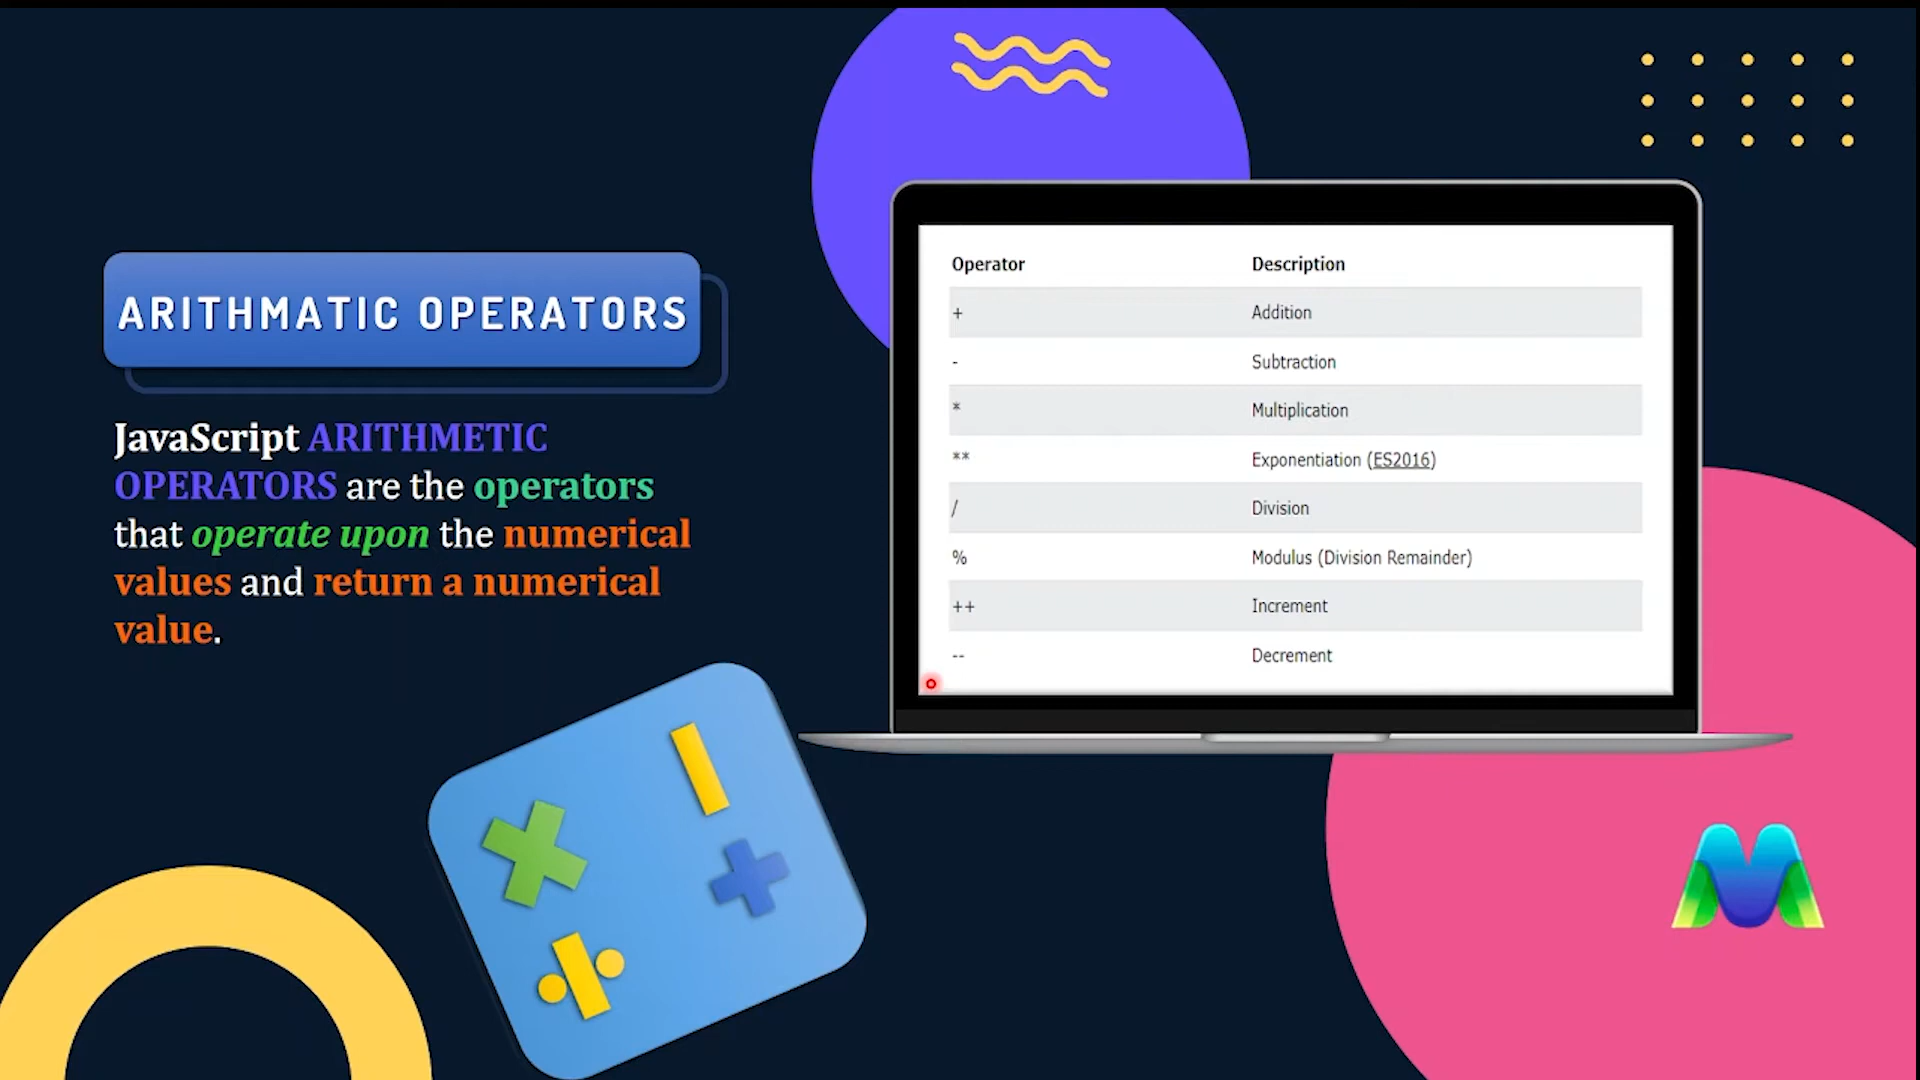 ARITHMATIC OPERATORS
JavaScript ARITHMETIC
OPERATORS are the operators
that operate upon the numerical
values and return a numerical
value.
Operator Description
+ Addition
- Subtraction
* Multiplication
** Exponentiation (ES2016)
/ Division
% Modulus (Division Remainder)
++ Increment
-- Decrement